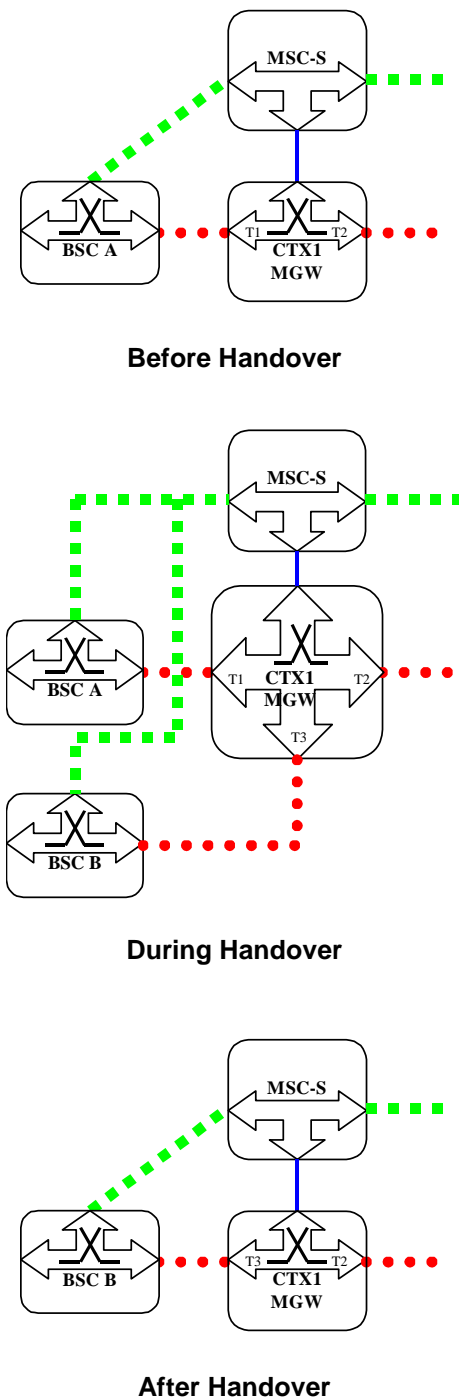 MSC-S
BSC A
T1
T2
CTX1
MGW
Before Handover
MSC-S
BSC A
T1
CTX1
T2
MGW
T3
BSC B
During Handover
MSC-S
BSC B
T3
T2
CTX1
MGW
After Handover